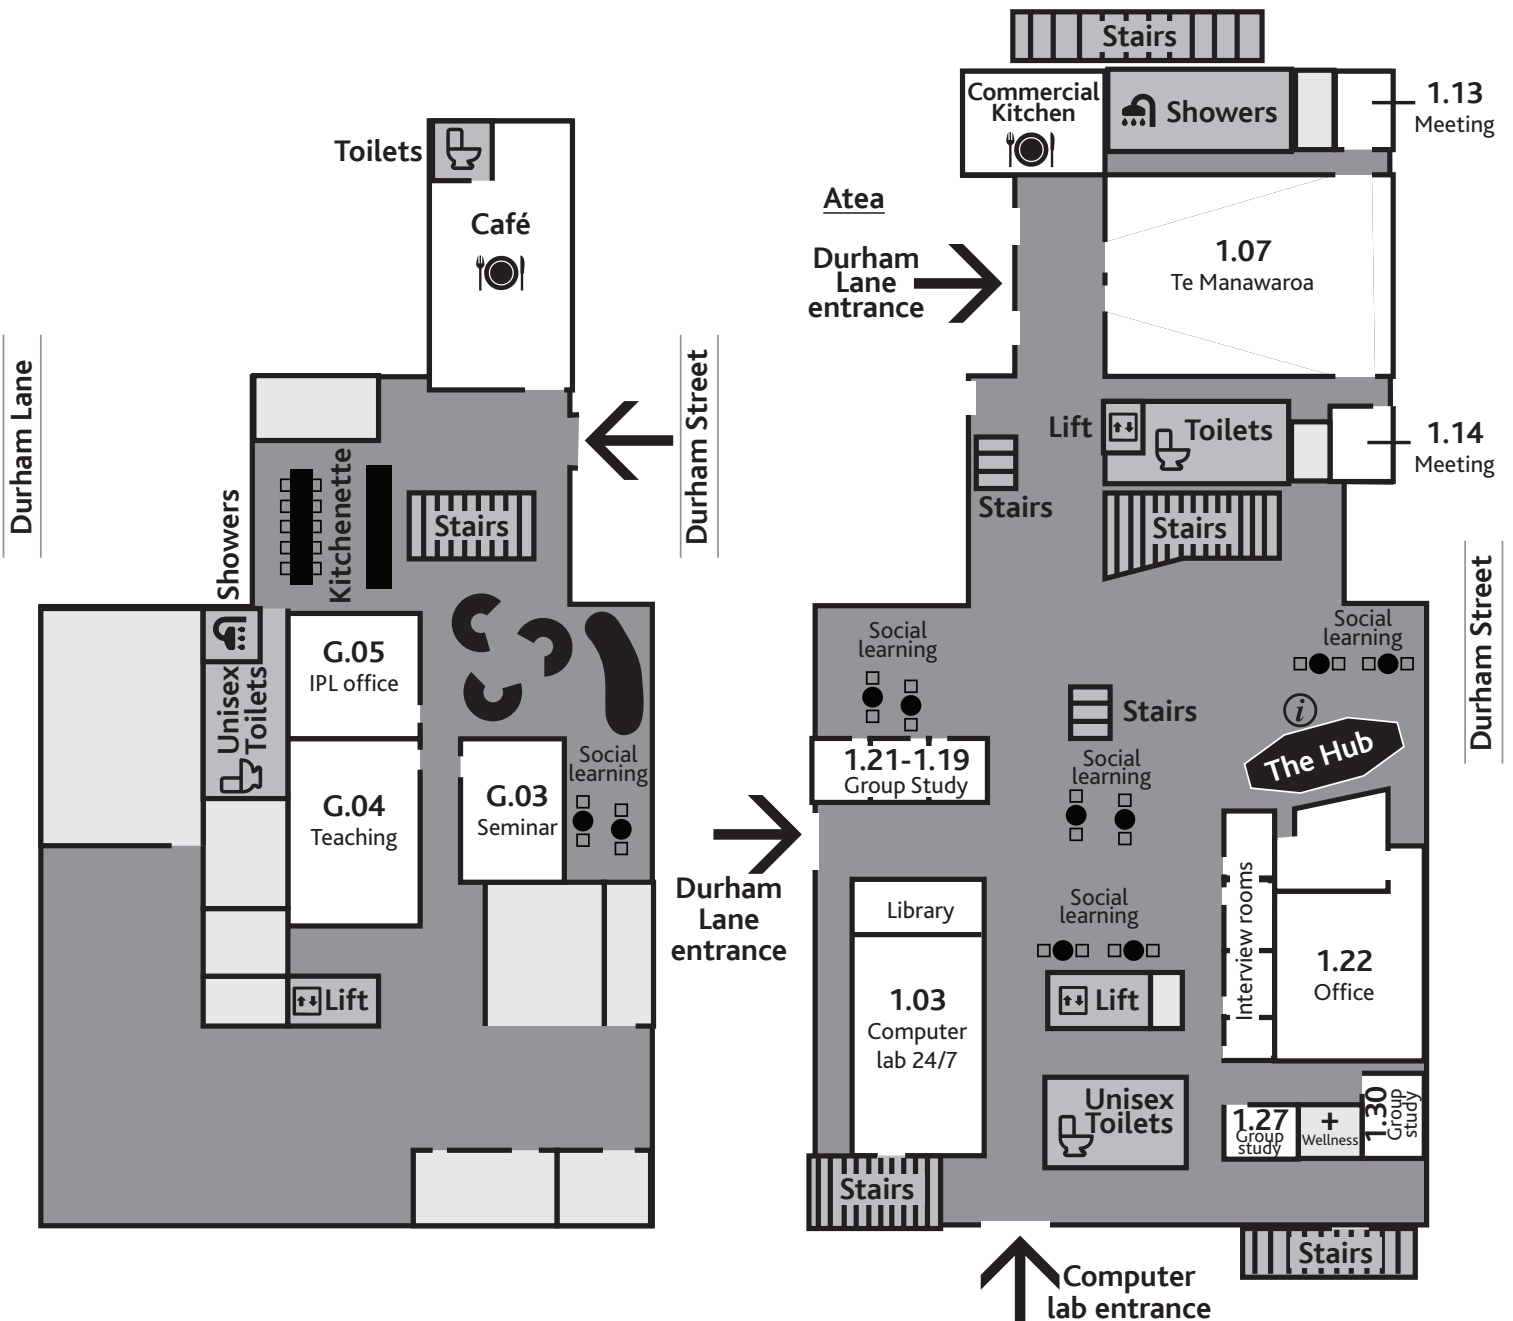 Toilets
Café
Durham Lane
Durham Street
Kitchenette
Stairs
Showers
G.05
IPL office
Unisex
Toilets
G.04
Teaching
G.03
Seminar
Social
learning
Lift
Stairs
Commercial
Kitchen
Showers
1.13
Meeting
Atea
Durham
Lane
entrance
1.07
Te Manawaroa
Lift
Toilets
1.14
Meeting
Stairs
Stairs
Durham Street
Social
learning
Social
learning
Stairs
i
The Hub
1.21-1.19
Group Study
Social
learning
Durham
Lane
entrance
Library
Social
learning
Interview rooms
1.22
Office
1.03
Computer
lab 24/7
Lift
Unisex
Toilets
1.27
Group
study
+
Wellness
1.30
Group
study
Stairs
Stairs
Computer
lab entrance